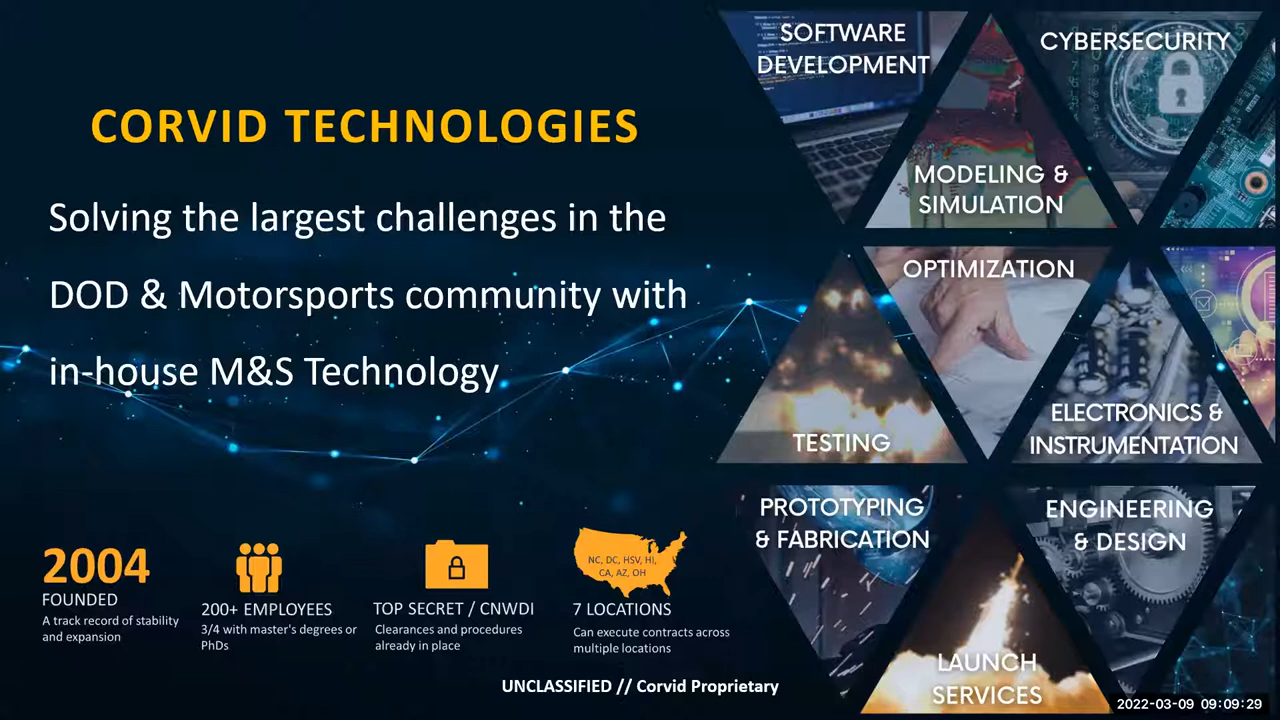 CORVID TECHNOLOGIES
Solving the largest challenges in the
DOD & Motorsports community with
in-house M&S Technology
2004
FOUNDED
A track record of stability
and expansion
200+ EMPLOYEES
3/4 with master's degrees or
PhDs
TOP SECRET / CNWDI
Clearances and procedures
already in place
NC, DC, HSV, HI,
CA, AZ, OH
7 LOCATIONS
Can execute contracts across
multiple locations
UNCLASSIFIED // Corvid Proprietary
SOFTWARE
DEVELOPMENT
MODELING &
SIMULATION
CYBERSECURITY
TESTING
OPTIMIZATION
ELECTRONICS &
INSTRUMENTATION
PROTOTYPING
& FABRICATION
LAUNCH
SERVICES
ENGINEERING
& DESIGN
2022-03-09 09:09:29